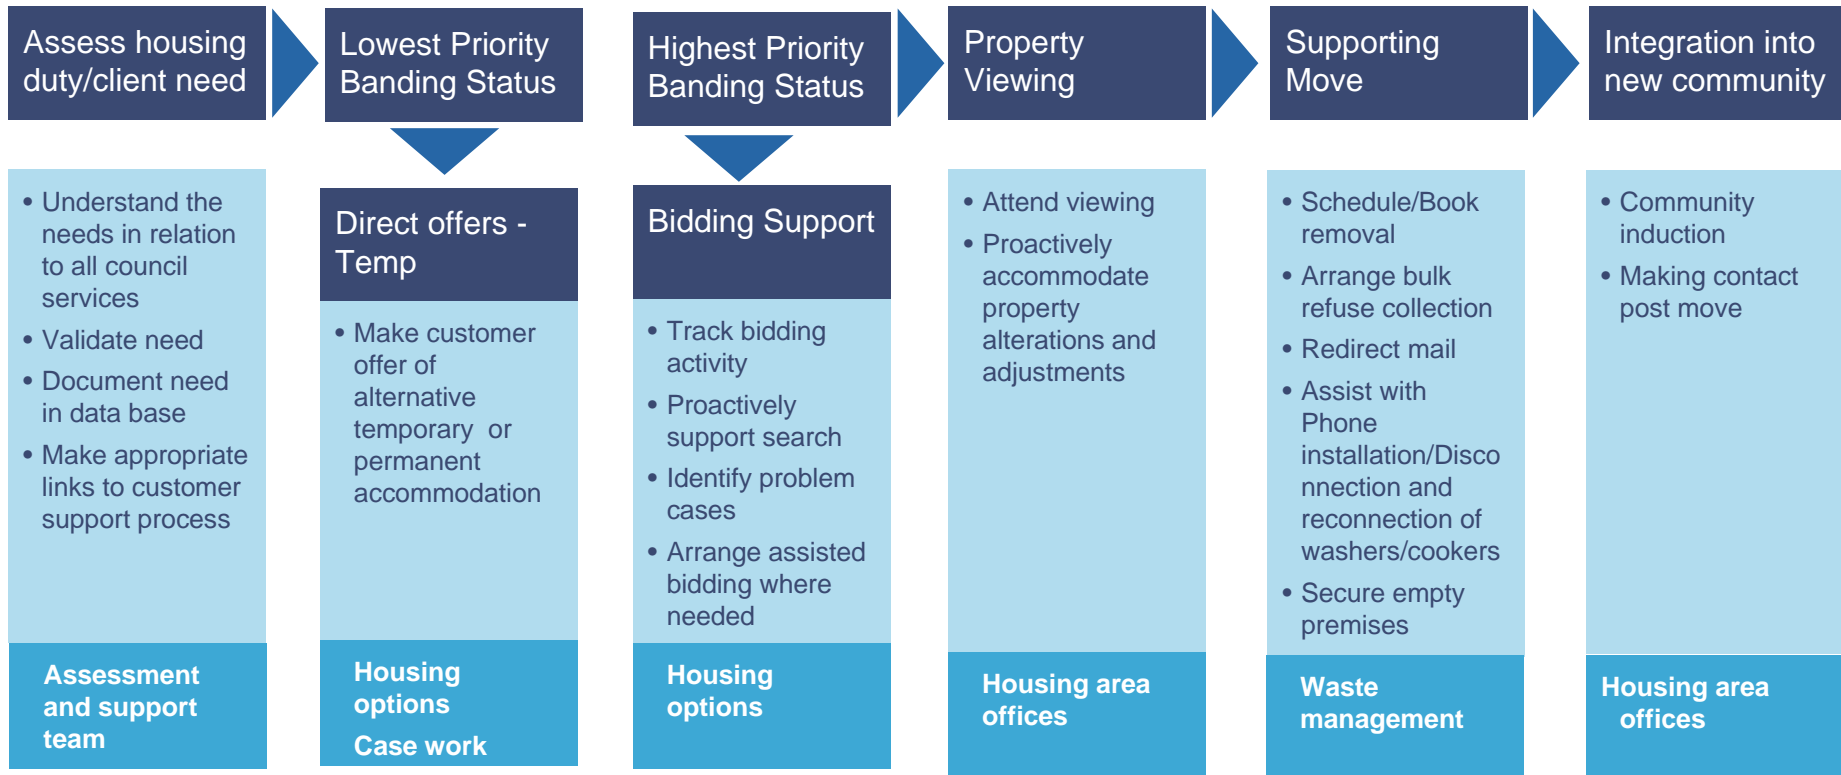 Assess housing
duty/client need
• Understand the
needs in relation
to all council
services
• Validate need
• Document need
in data base
• Make appropriate
links to customer
support process
Assessment
and support
team
Lowest Priority
Banding Status
Direct offers -
Temp
• Make customer
offer of
alternative
temporary or
permanent
accommodation
Housing
options
Case work
Highest Priority
Banding Status
Bidding Support
• Track bidding
activity
• Proactively
support search
• Identify problem
cases
• Arrange assisted
bidding where
needed
Housing
options
Property
Viewing
• Attend viewing
• Proactively
accommodate
property
alterations and
adjustments
Housing area
offices
Supporting
Move
• Schedule/Book
removal
• Arrange bulk
refuse collection
• Redirect mail
• Assist with
Phone
installation/Disco
nnection and
reconnection of
washers/cookers
• Secure empty
premises
Waste
management
Integration into
new community
• Community
induction
• Making contact
post move
Housing area
offices